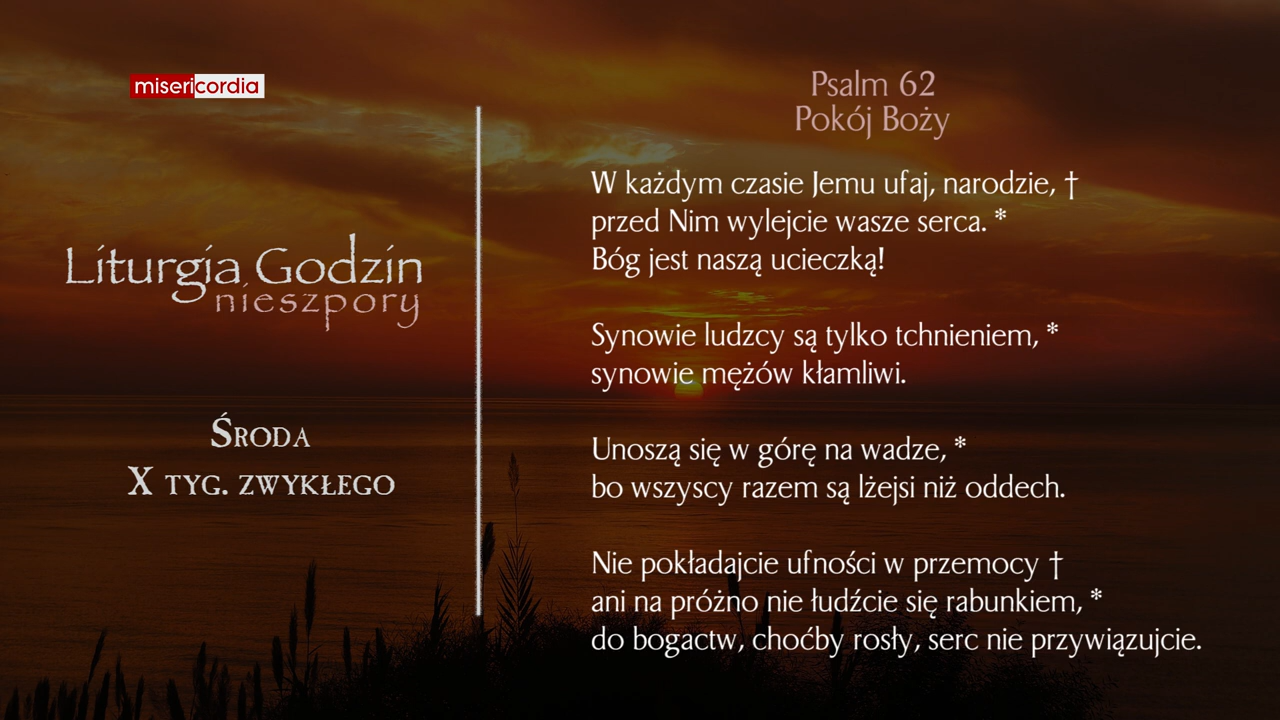 misericordia
Liturgia Godzin
nieszpory
Środa
X tyg. zwykłego
Psalm 62
Pokój Boży
W każdym czasie Jemu ufaj, narodzie, †
przed Nim wylejcie wasze serca. *
Bóg jest naszą ucieczką!
Synowie ludzcy są tylko tchnieniem, *
synowie mężów kłamliwi.
Unoszą się w górę na wadze, *
bo wszyscy razem są lżejsi niż oddech.
Nie pokładajcie ufności w przemocy †
ani na próżno nie łudźcie się rabunkiem, *
do bogactw, choćby rosły, serc nie przywiązujcie.